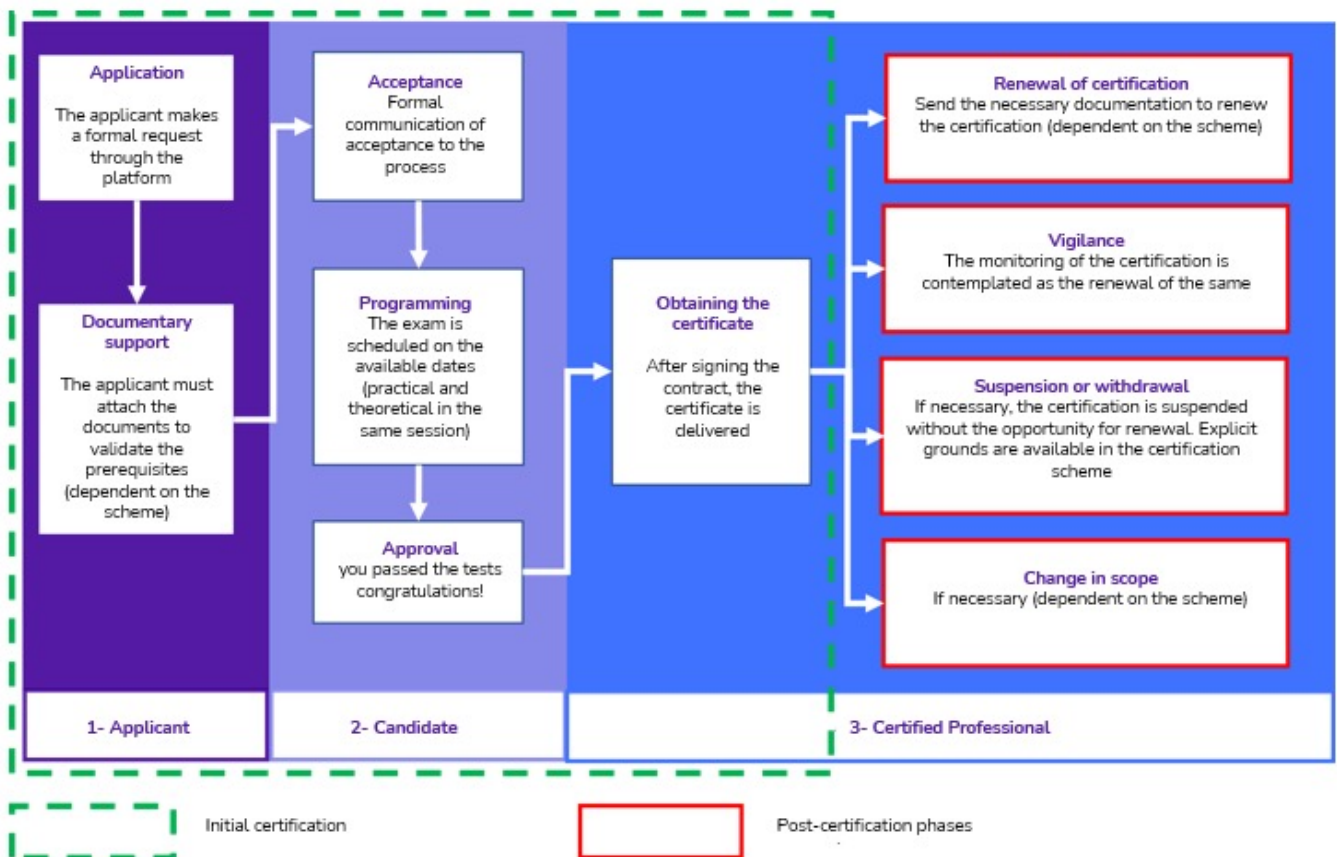 Application
The applicant makes
a formal request
through the
platform
Documentary
support
The applicant must
attach the
documents to
validate the
prerequisites
(dependent on the
scheme)
Acceptance
Formal
communication of
acceptance to the
process
Programming
The exam is
scheduled on the
available dates
(practical and
theoretical in the
same session)
Approval
you passed the tests
congratulations!
Obtaining the
certificate
After signing the
contract, the
certificate is
delivered
Renewal of certification
Send the necessary documentation to renew
the certification (dependent on the scheme)
Vigilance
The monitoring of the certification is
contemplated as the renewal of the same
Suspension or withdrawal
If necessary, the certification is suspended
without the opportunity for renewal. Explicit
grounds are available in the certification
scheme
Change in scope
If necessary (dependent on the scheme)
1- Applicant
2- Candidate
3- Certified Professional
Initial certification
Post-certification phases